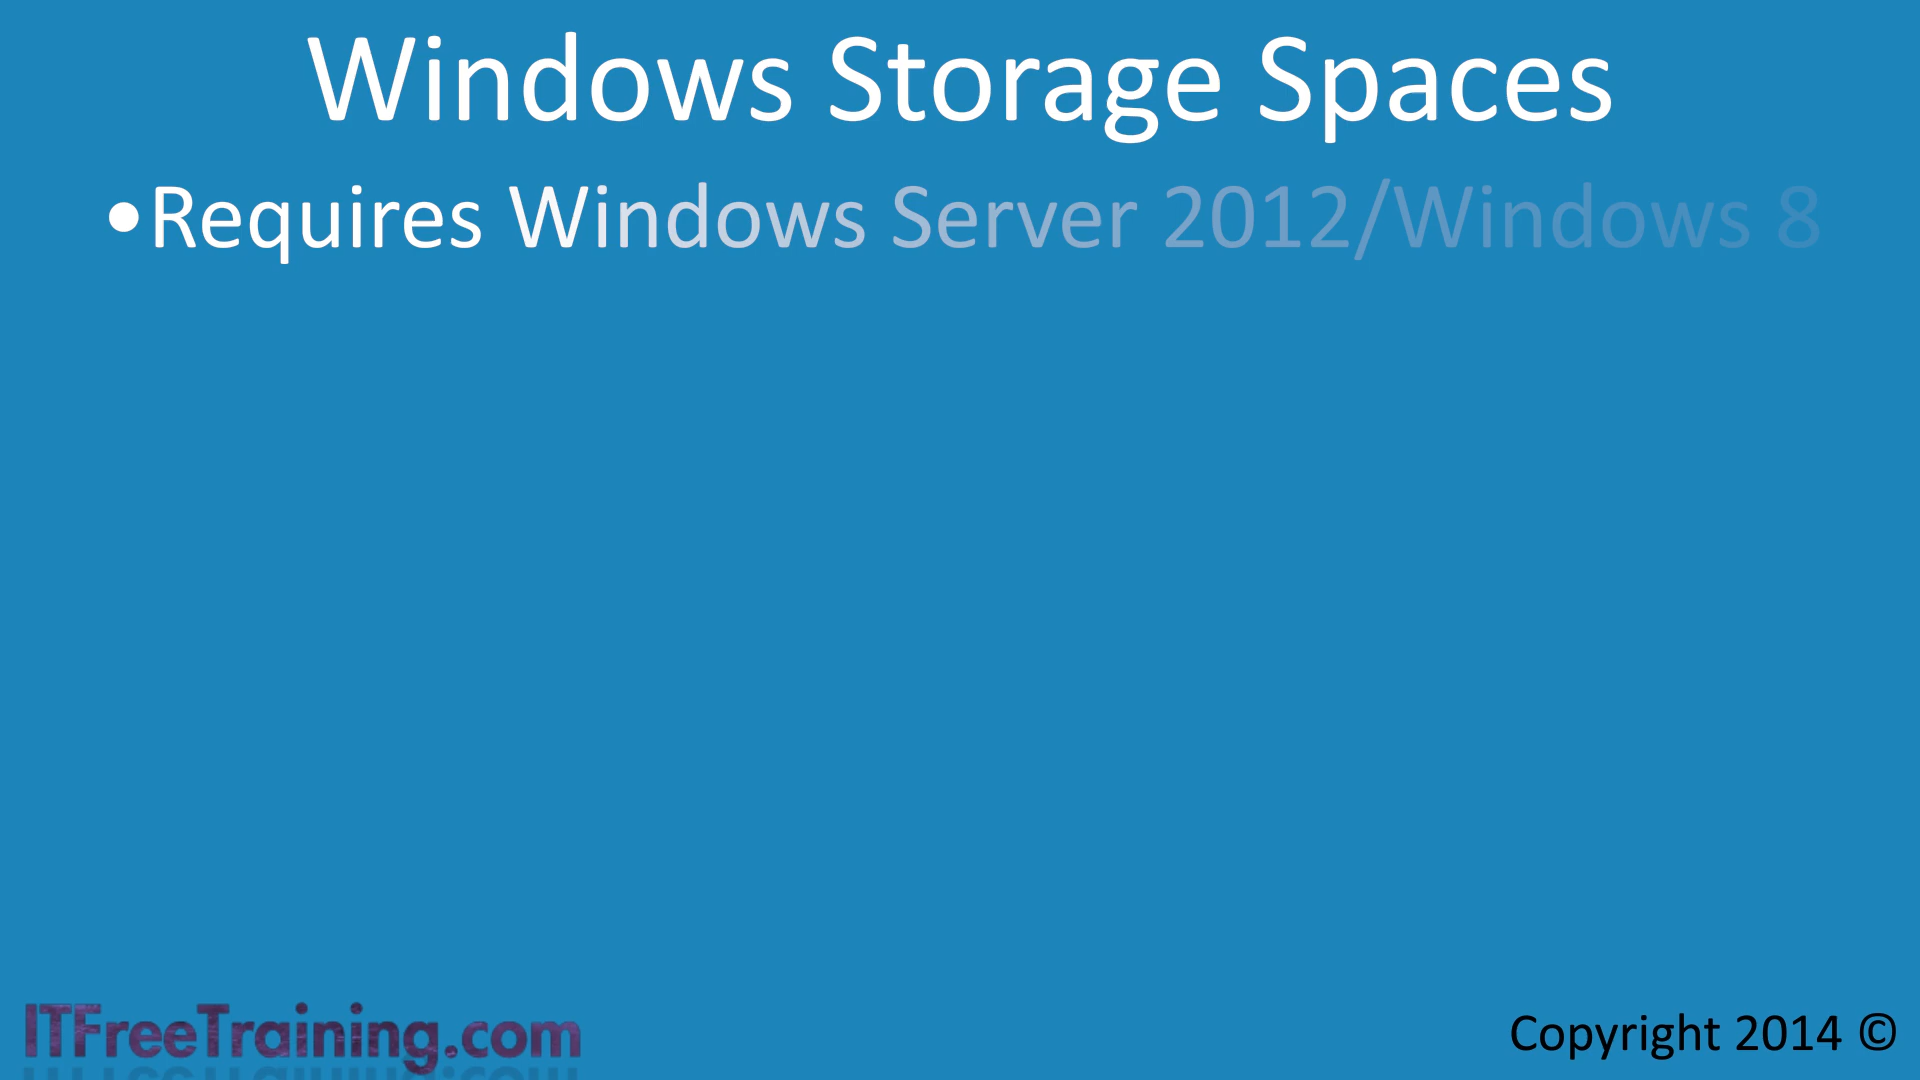 Windows Storage Spaces
•Requires Windows Server 2012/Windows 8
ITFreeTraining.com
Copyright 2014 ©